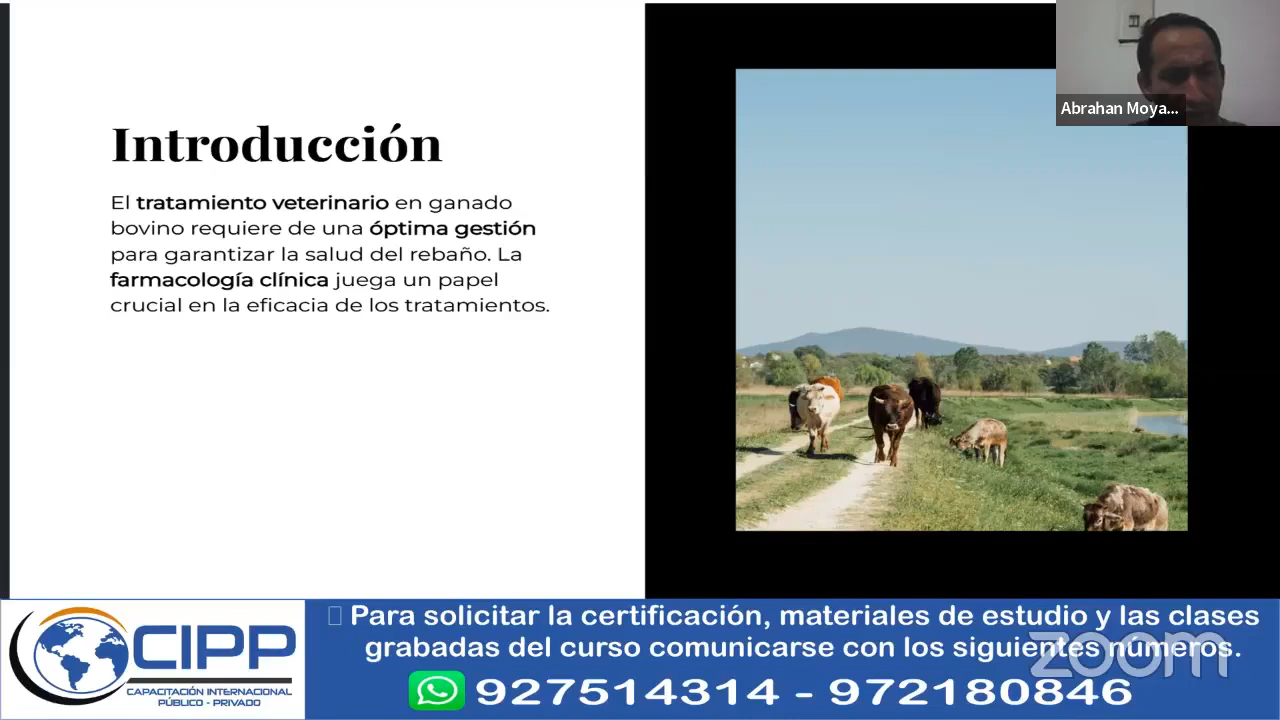 Introducción
El tratamiento veterinario en ganado
bovino requiere de una óptima gestión
para garantizar la salud del rebaño. La
farmacología clínica juega un papel
crucial en la eficacia de los tratamientos.
Abrahan Moya...
CIPP
CAPACITACIÓN INTERNACIONAL
PÚBLICO - PRIVADO
Para solicitar la certificación, materiales de estudio y las clases
grabadas del curso comunicarse con los siguientes números.
927514314 - 972180846
zoom